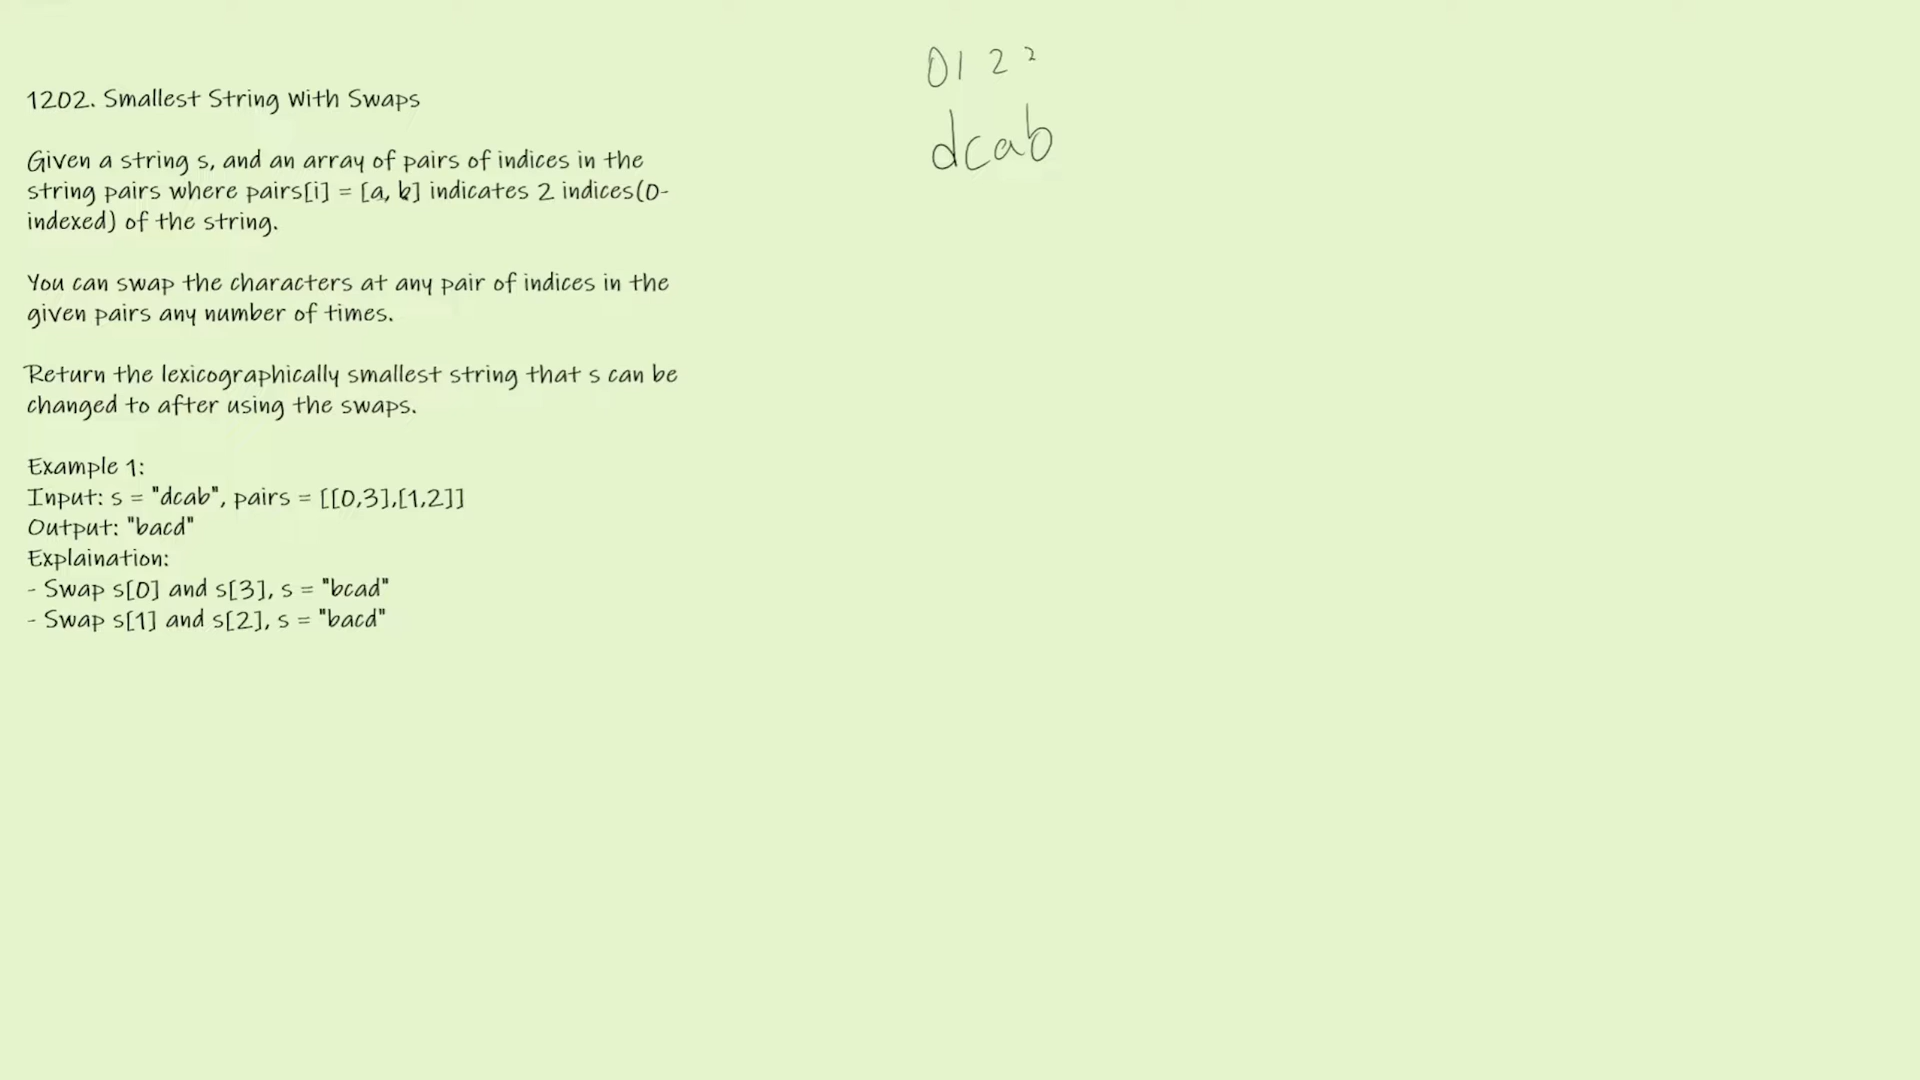 1202. Smallest String With Swaps
Given a string s, and an array of pairs of indices in the
string pairs where pairs[i] = [a, b] indicates 2 indices(0-
indexed) of the string.
You can swap the characters at any pair of indices in the
given pairs any number of times.
Return the lexicographically smallest string that s can be
changed to after using the swaps.
Example 1:
Input: s = "dcab", pairs = [[0,3],[1,2]]
Output: "bacd"
Explaination:
- Swap s[0] and s[3], s = "bcad"
- Swap s[1] and s[2], s = "bacd"
0 1 2 2
dcab